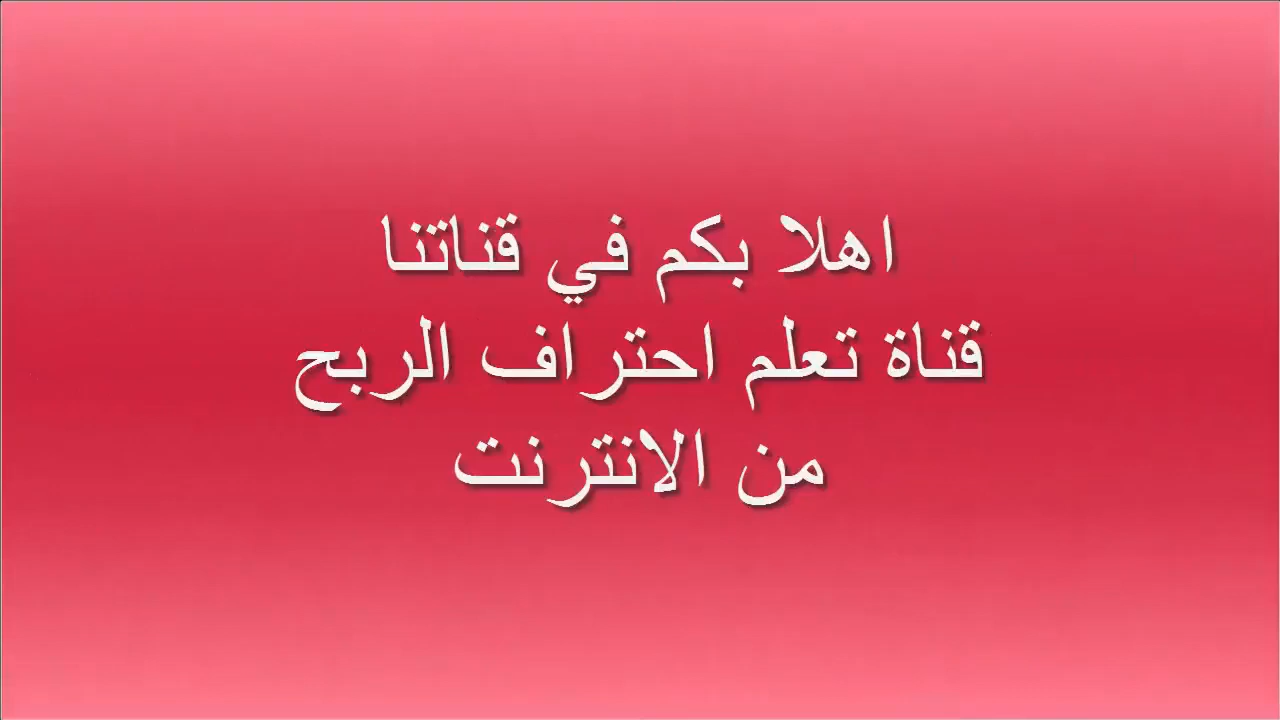 اهلا بكم في قناتنا
قناة تعلم احتراف الربح
من الانترنت